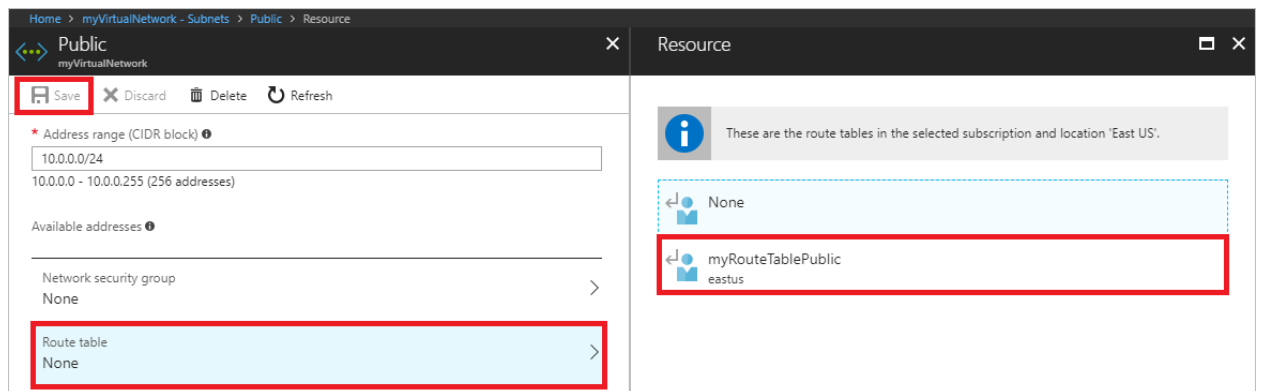 Home > myVirtualNetwork - Subnets > Public > Resource
Public
myVirtualNetwork
Save Discard Delete Refresh
* Address range (CIDR block)
10.0.0.0/24
10.0.0.0 - 10.0.0.255 (256 addresses)
Available addresses
Network security group
None
Route table
None
Resource
These are the route tables in the selected subscription and location 'East US'.
None
myRouteTablePublic
eastus